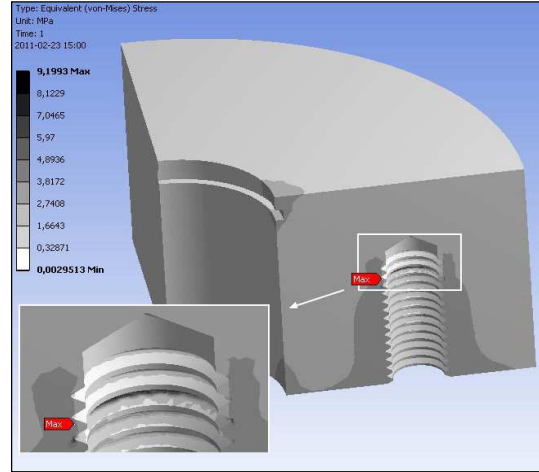 Type: Equivalent (von-Mises) Stress
Unit: MPa
Time: 1
2011-02-23 15:00
9,1993 Max
8,1229
7,0465
5,97
4,8936
3,8172
2,7408
1,6643
0,32871
0,0029513 Min
Max
Max